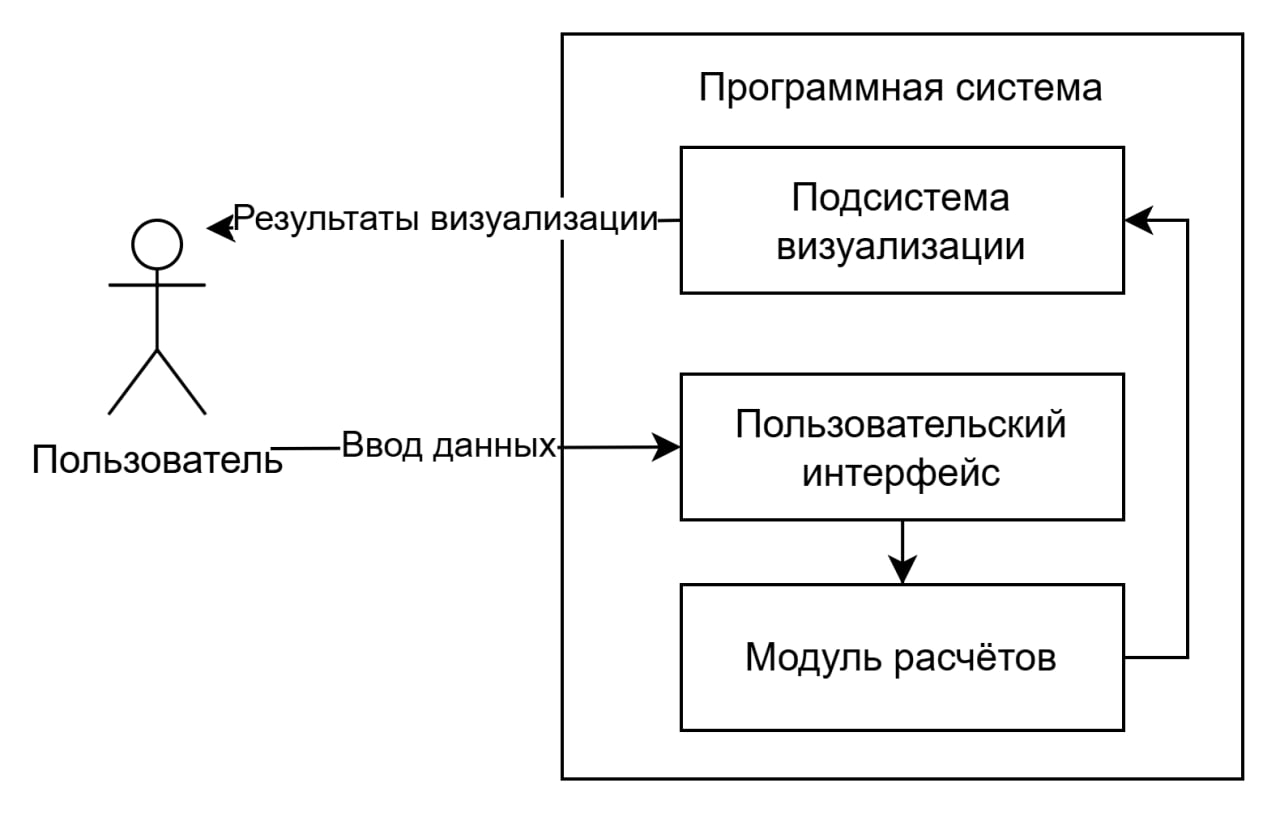 Программная система
Подсистема
визуализации
Результаты визуализации
Пользователь
Ввод данных
Пользовательский
интерфейс
Модуль расчётов